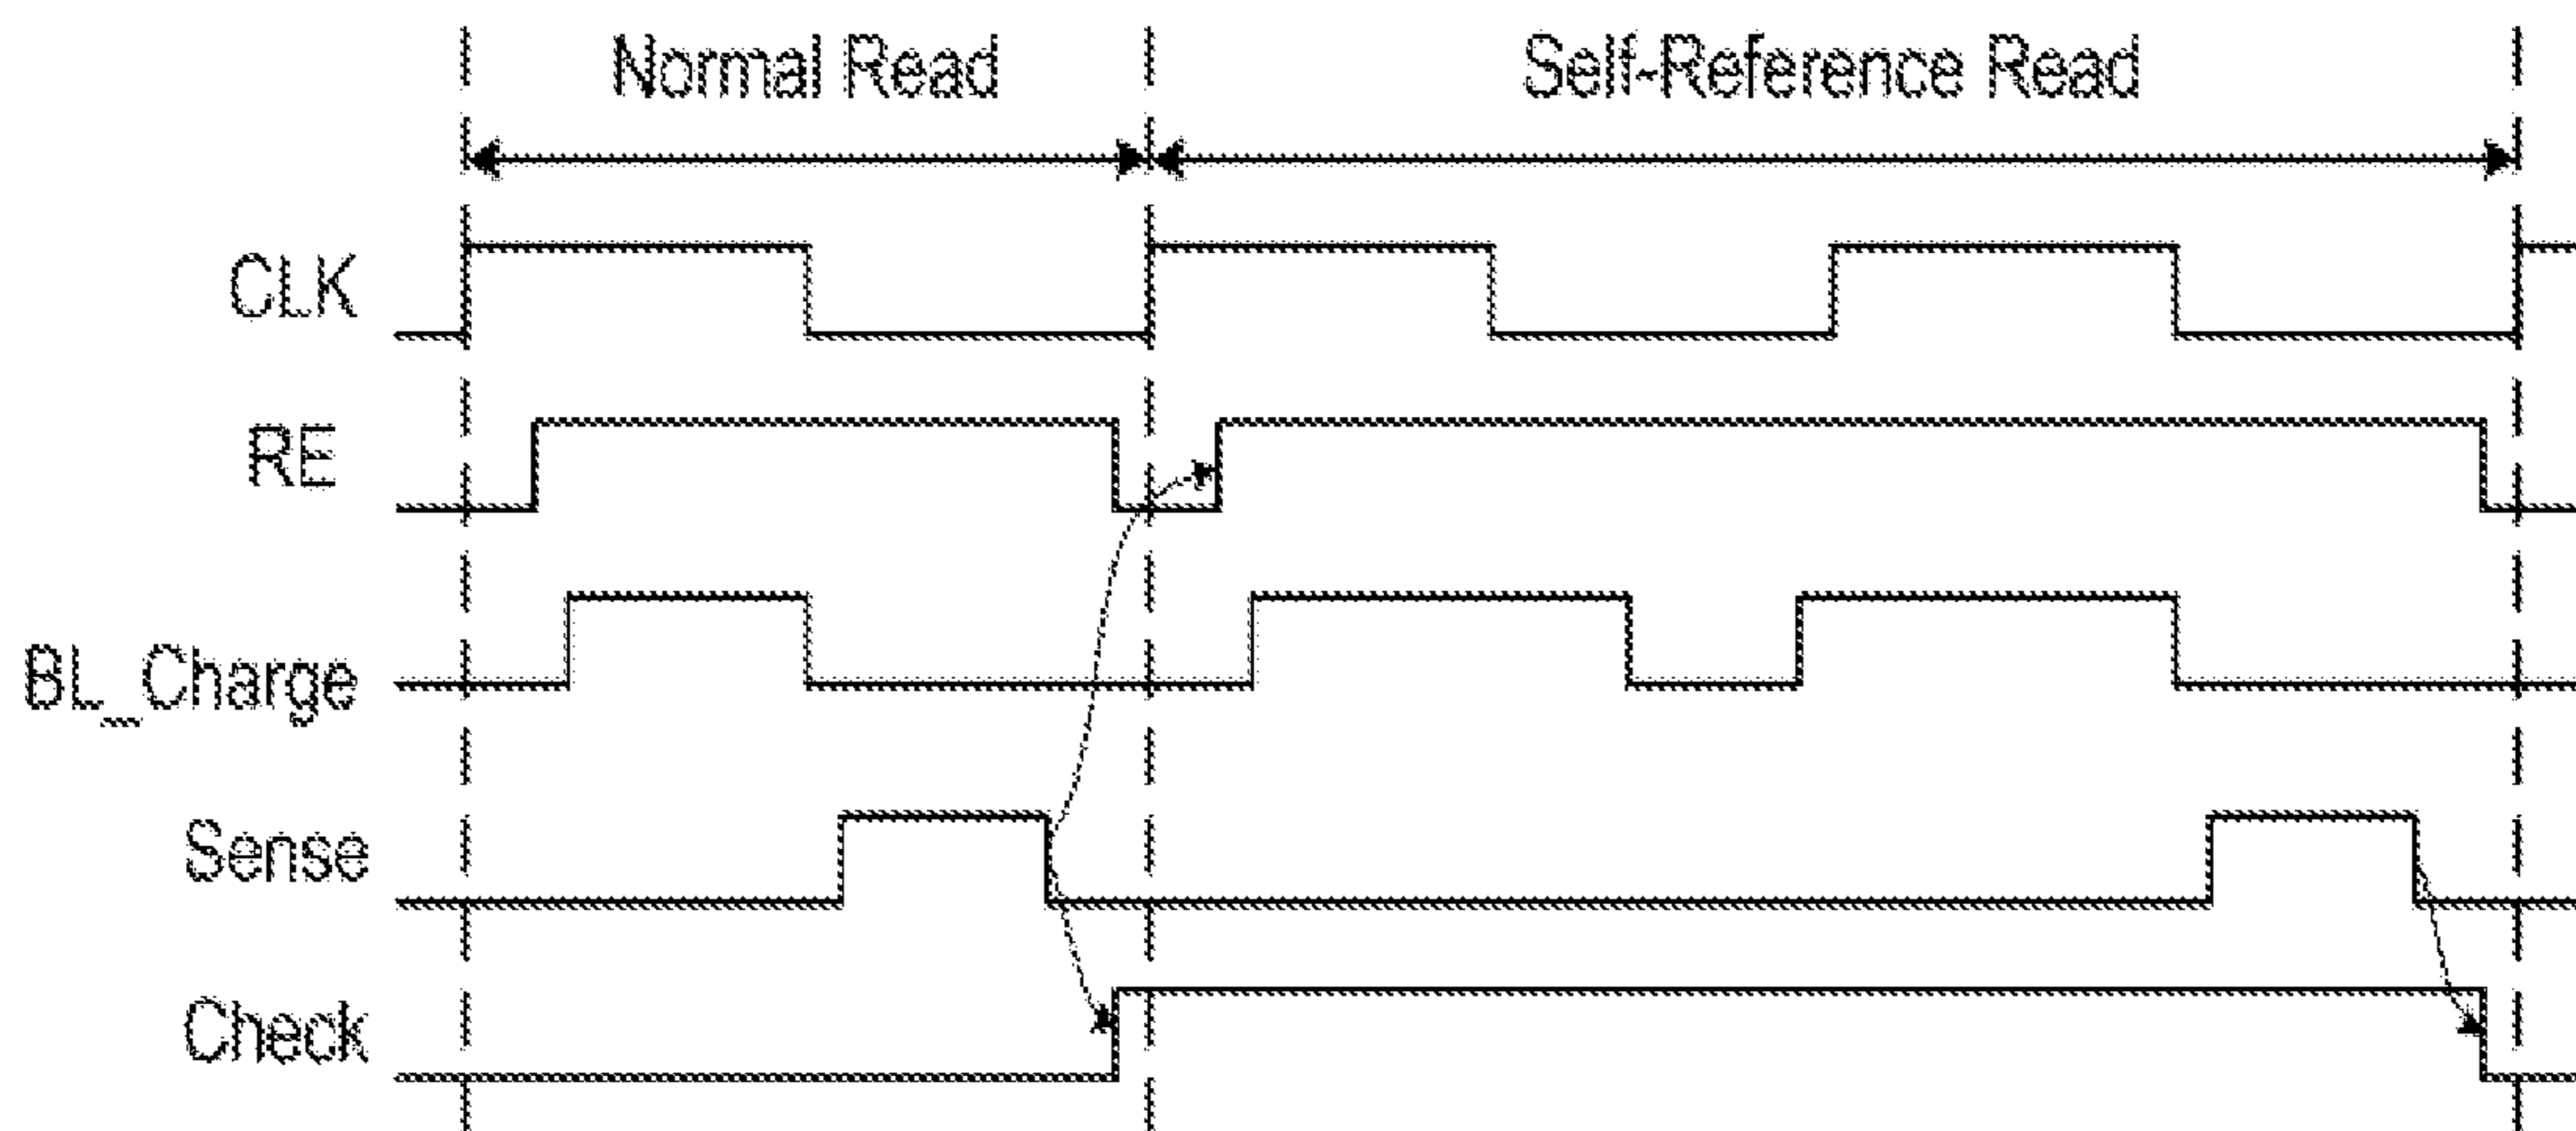 Normal Read
Self-Reference Read
CLK
RE
BL_Charge
Sense
Check